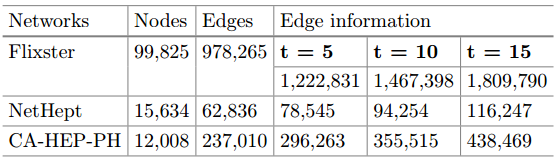 Networks Nodes Edges Edge information
Flixster 99,825 978,265 t = 5 t = 10 t = 15
1,222,831 1,467,398 1,809,790
NetHept 15,634 62,836 78,545 94,254 116,247
CA-HEP-PH 12,008 237,010 296,263 355,515 438,469